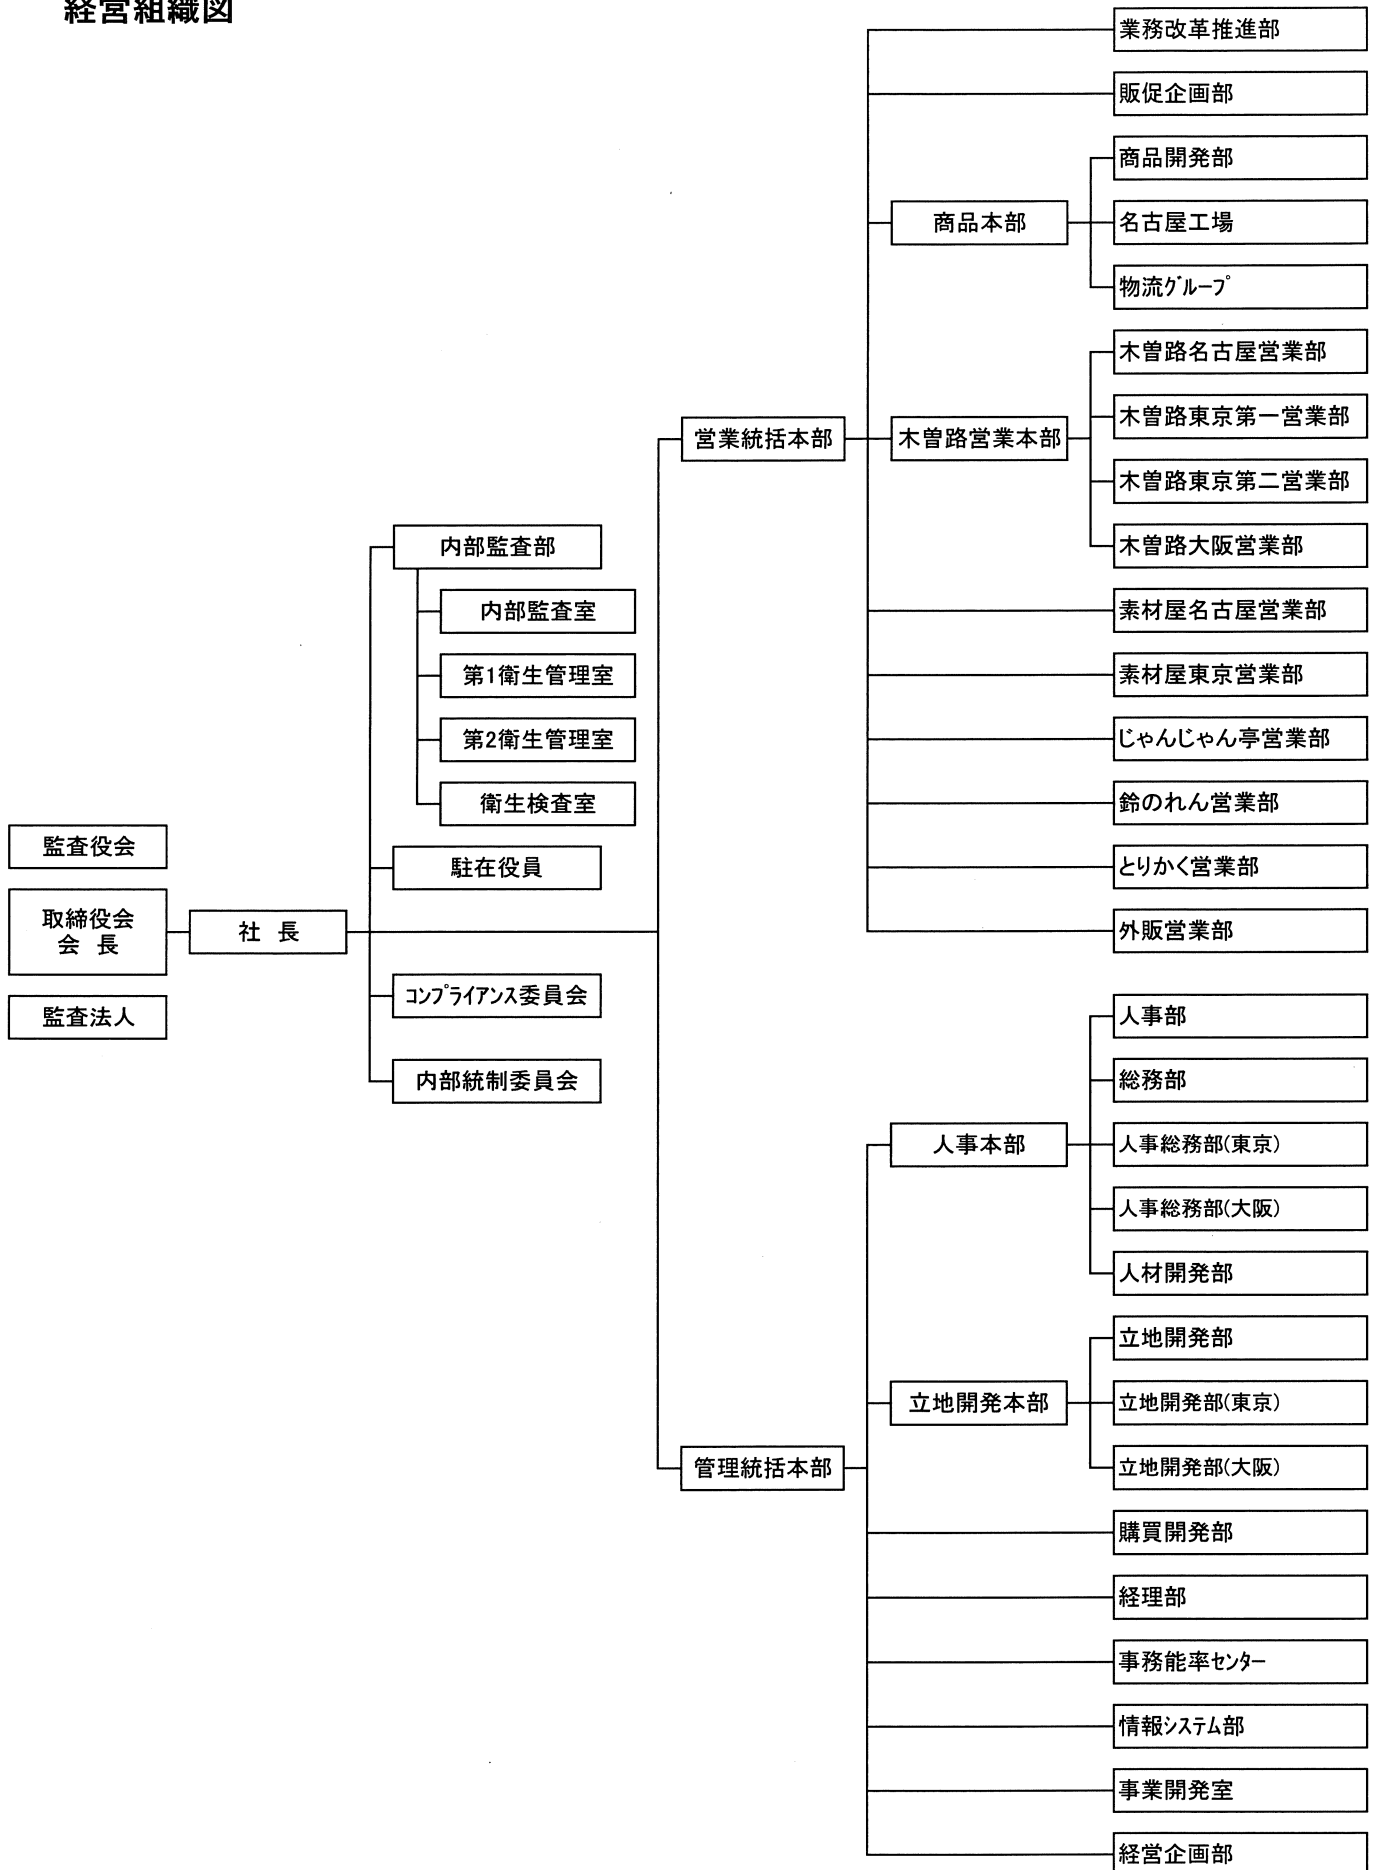 経営組織図
監査役会
取締役会
会 長
監査法人
社 長
内部監査部
内部監査室
第1衛生管理室
第2衛生管理室
衛生検査室
駐在役員
コンプライアンス委員会
内部統制委員会
営業統括本部
業務改革推進部
販促企画部
商品本部
商品開発部
名古屋工場
物流グループ
木曽路営業本部
木曽路名古屋営業部
木曽路東京第一営業部
木曽路東京第二営業部
木曽路大阪営業部
素材屋名古屋営業部
素材屋東京営業部
じゃんじゃん亭営業部
鈴のれん営業部
とりかく営業部
外販営業部
管理統括本部
人事本部
人事部
総務部
人事総務部(東京)
人事総務部(大阪)
人材開発部
立地開発本部
立地開発部
立地開発部(東京)
立地開発部(大阪)
購買開発部
経理部
事務能率センター
情報システム部
事業開発室
経営企画部